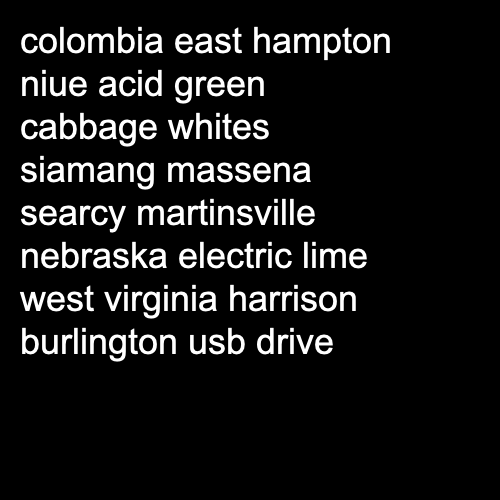 colombia east hampton
niue acid green
cabbage whites
siamang massena
searcy martinsville
nebraska electric lime
west virginia harrison
burlington usb drive